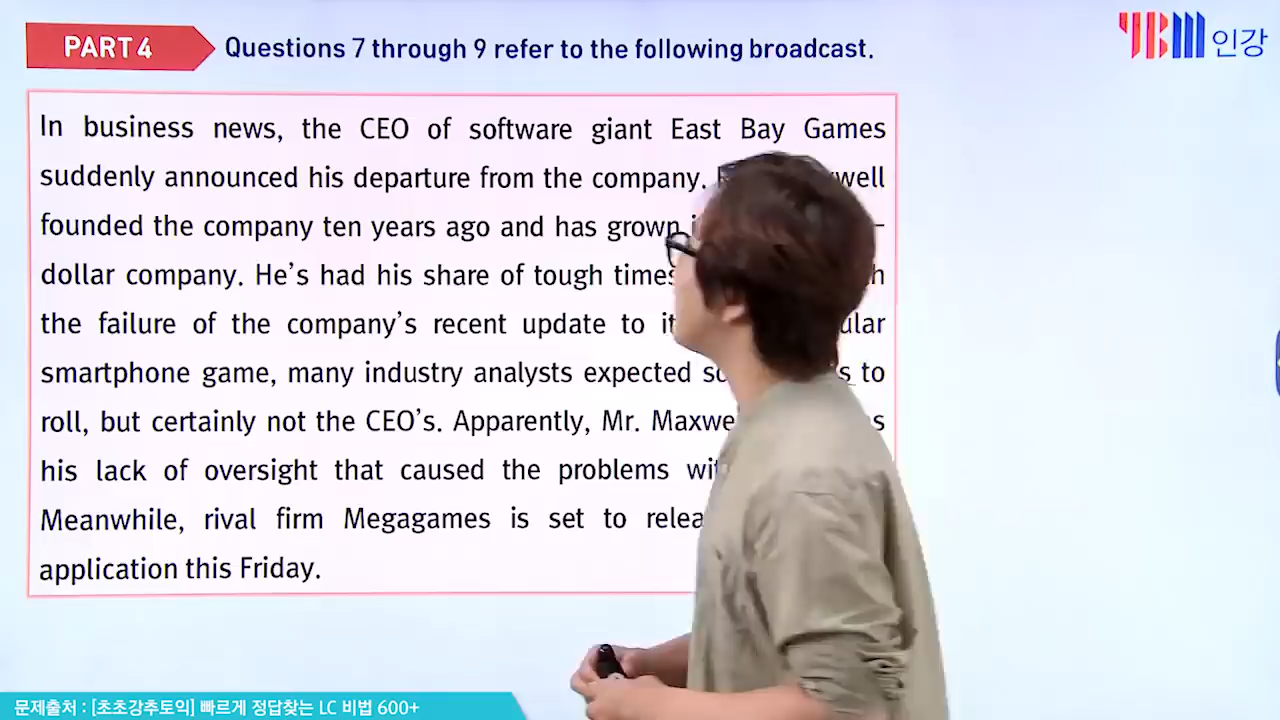 PART 4
Questions 7 through 9 refer to the following broadcast.
YBM 인강
In business news, the CEO of software giant East Bay Games
suddenly announced his departure from the company.
founded the company ten years ago and has grown
dollar company. He's had his share of tough times
the failure of the company's recent update to
smartphone game, many industry analysts expected to
roll, but certainly not the CEO's. Apparently, Mr.
his lack of oversight that caused the problems
Meanwhile, rival firm Megagames is set to
application this Friday.
문제출처 : [초초강추토익] 빠르게 정답찾는 LC 비법 600+